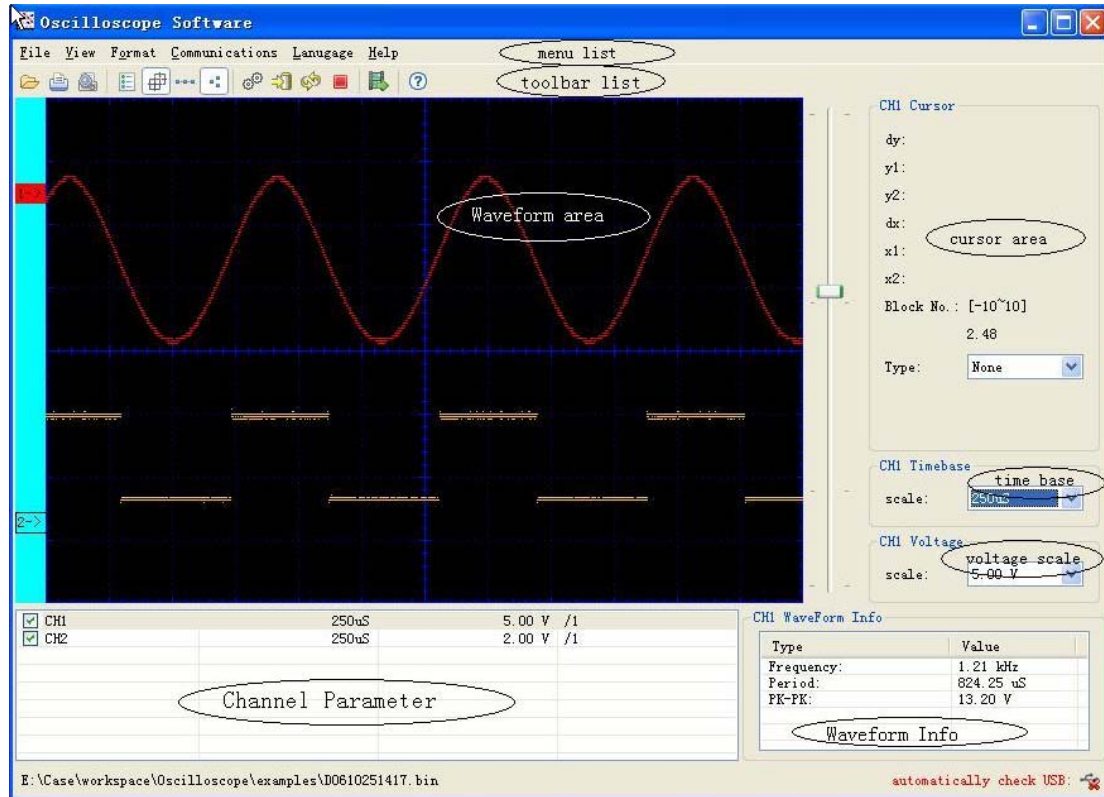 Oscilloscope Software
File View Format Communications Lanugage Help
menu list
toolbar list
1->
Waveform area
2->
CH1 Cursor
dy:
y1:
y2:
dx:
cursor area
x1:
x2:
Block No.: [-10~10]
2.48
Type: None
CH1 Timebase
time base
scale: 250uS
CH1 Voltage
voltage scale
scale: 5.00 V
CH1 250uS 5.00 V /1
CH2 250uS 2.00 V /1
Channel Parameter
CH1 WaveForm Info
Type Value
Frequency: 1.21 kHz
Period: 824.25 uS
PK-PK: 13.20 V
Waveform Info
E:\Case\workspace\Oscilloscope\examples\D0610251417.bin
automatically check USB: